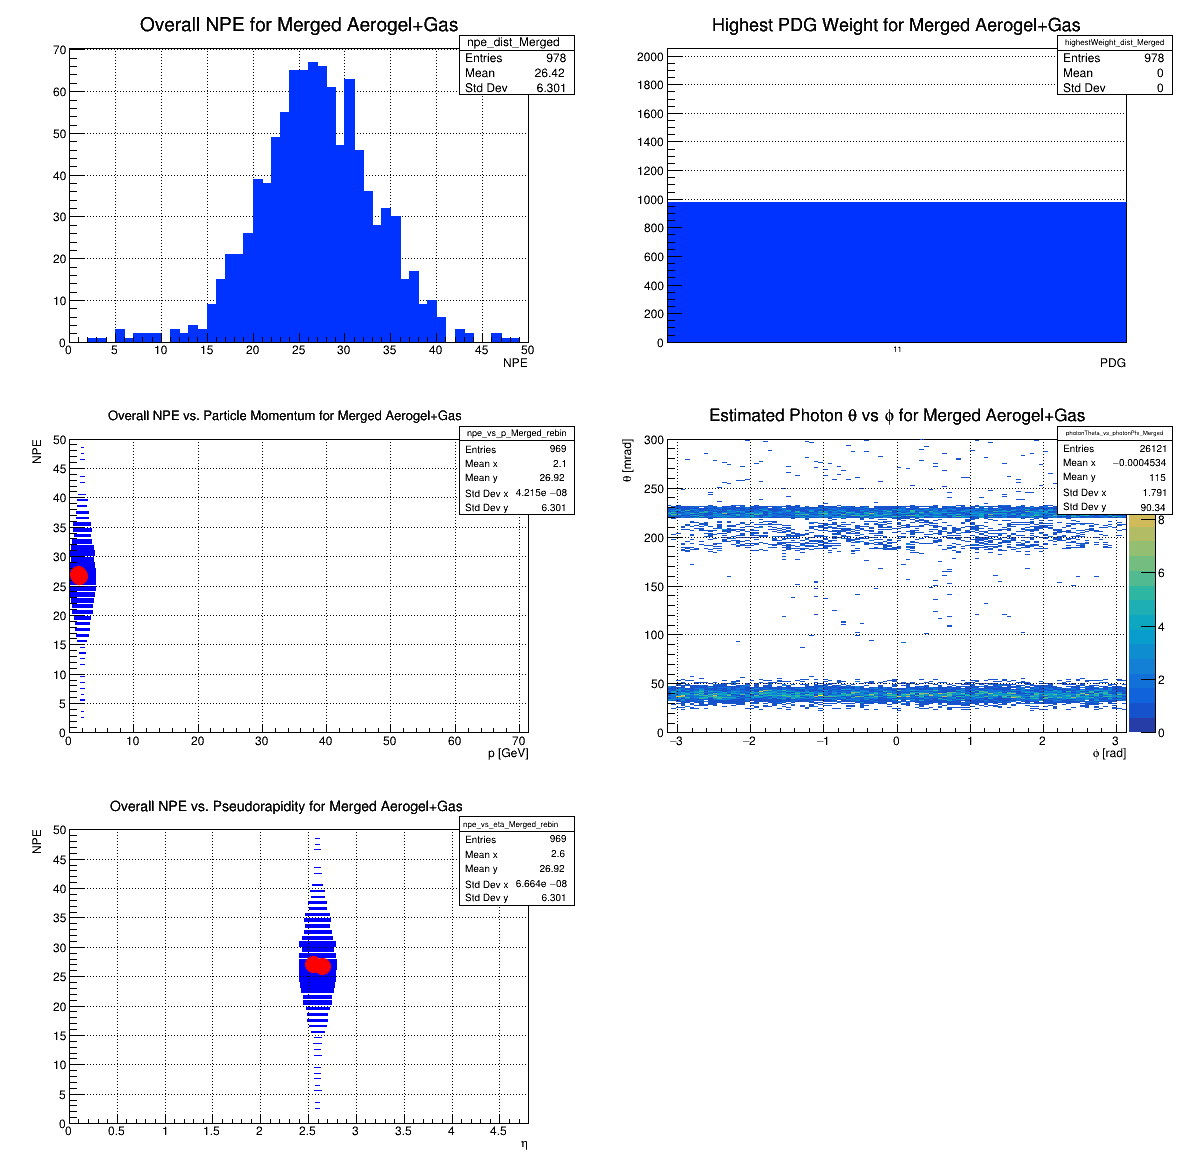 Overall NPE for Merged Aerogel+Gas
npe_dist_Merged
Entries 978
Mean 26.42
Std Dev 6.301
70
60
50
40
30
20
10
0
0 5 10 15 20 25 30 35 40 45 50
NPE
Highest PDG Weight for Merged Aerogel+Gas
highestWeight_dist_Merged
Entries 978
Mean 0
Std Dev 0
2000
1800
1600
1400
1200
1000
800
600
400
200
0
11
PDG
Overall NPE vs. Particle Momentum for Merged Aerogel+Gas
npe_vs_p_Merged_rebin
Entries 969
Mean x 2.1
Mean y 26.92
Std Dev x 4.215e −08
Std Dev y 6.301
NPE
50
45
40
35
30
25
20
15
10
5
0
0 10 20 30 40 50 60 70
p [GeV]
Estimated Photon θ vs ϕ for Merged Aerogel+Gas
photonTheta_vs_photonPhi_Merged
Entries 26121
Mean x −0.0004534
Mean y 115
Std Dev x 1.791
Std Dev y 90.34
θ [mrad]
300
250
200
150
100
50
0
−3 −2 −1 0 1 2 3
ϕ [rad]
8
6
4
2
0
Overall NPE vs. Pseudorapidity for Merged Aerogel+Gas
npe_vs_eta_Merged_rebin
Entries 969
Mean x 2.6
Mean y 26.92
Std Dev x 6.664e −08
Std Dev y 6.301
NPE
50
45
40
35
30
25
20
15
10
5
0
0 0.5 1 1.5 2 2.5 3 3.5 4 4.5
η